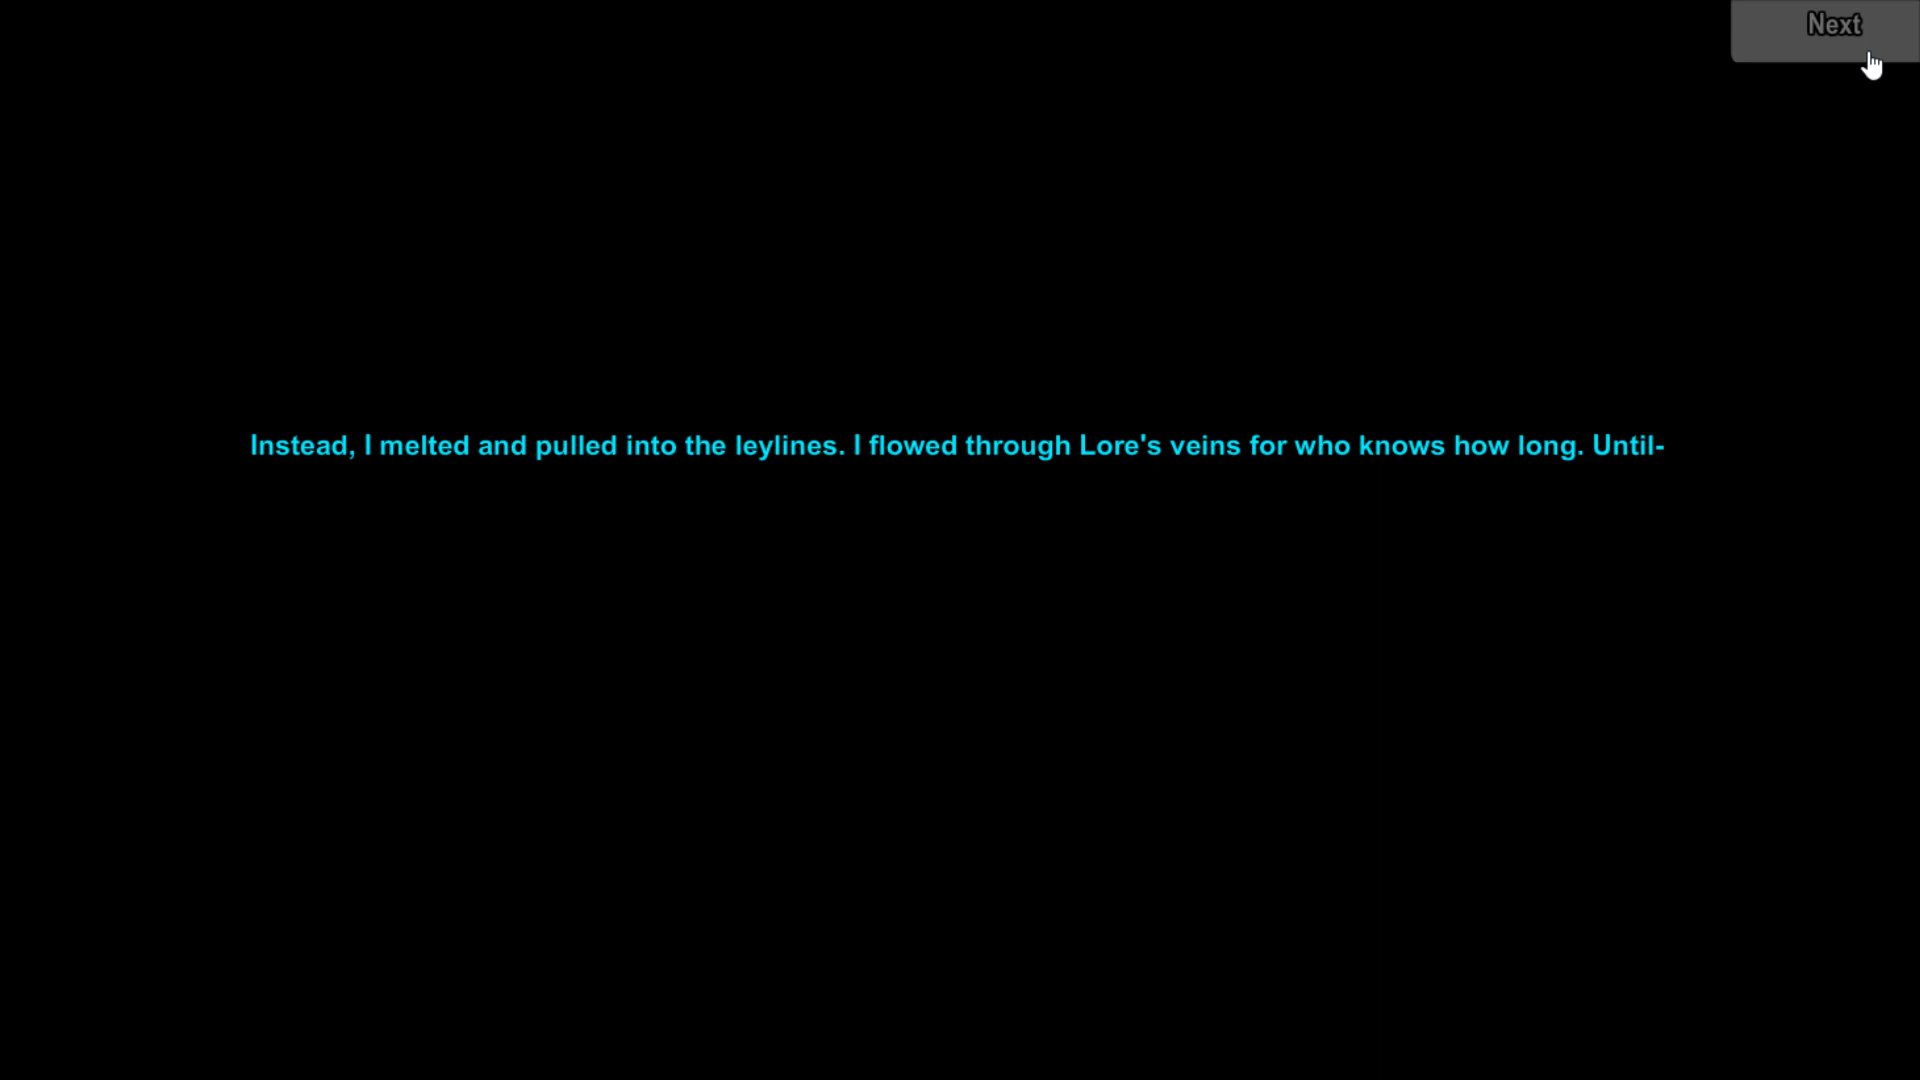 Next
Instead, I melted and pulled into the leylines. I flowed through Lore's veins for who knows how long. Until-